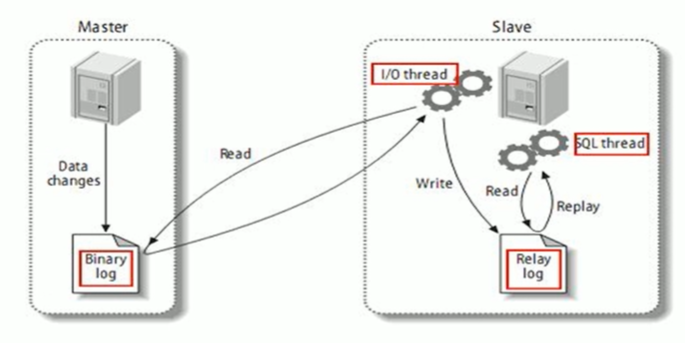 Master
Slave
I/O thread
SQL thread
Data
changes
Read
Write
Read
Replay
Binary
log
Relay
log